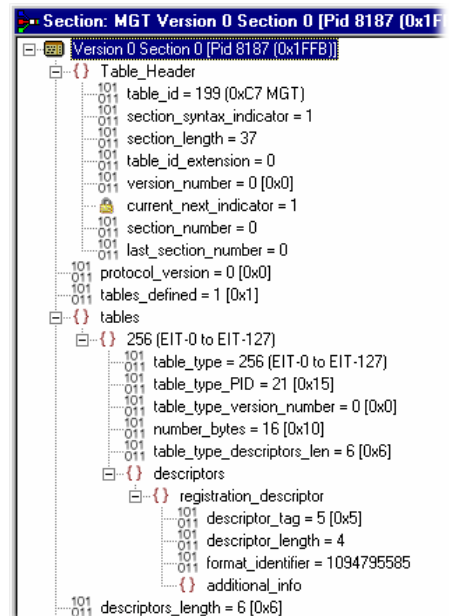 Section: MGT Version 0 Section 0 [Pid 8187 (0x1F
Version 0 Section 0 [Pid 8187 (0x1FFB)]
Table_Header
table_id = 199 (0xC7 MGT)
section_syntax_indicator = 1
section_length = 37
table_id_extension = 0
version_number = 0 [0x0]
current_next_indicator = 1
section_number = 0
last_section_number = 0
protocol_version = 0 [0x0]
tables_defined = 1 [0x1]
tables
256 (EIT-0 to EIT-127)
table_type = 256 (EIT-0 to EIT-127)
table_type_PID = 21 [0x15]
table_type_version_number = 0 [0x0]
number_bytes = 16 [0x10]
table_type_descriptors_len = 6 [0x6]
descriptors
registration_descriptor
descriptor_tag = 5 [0x5]
descriptor_length = 4
format_identifier = 1094795585
additional_info
descriptors_length = 6 [0x6]